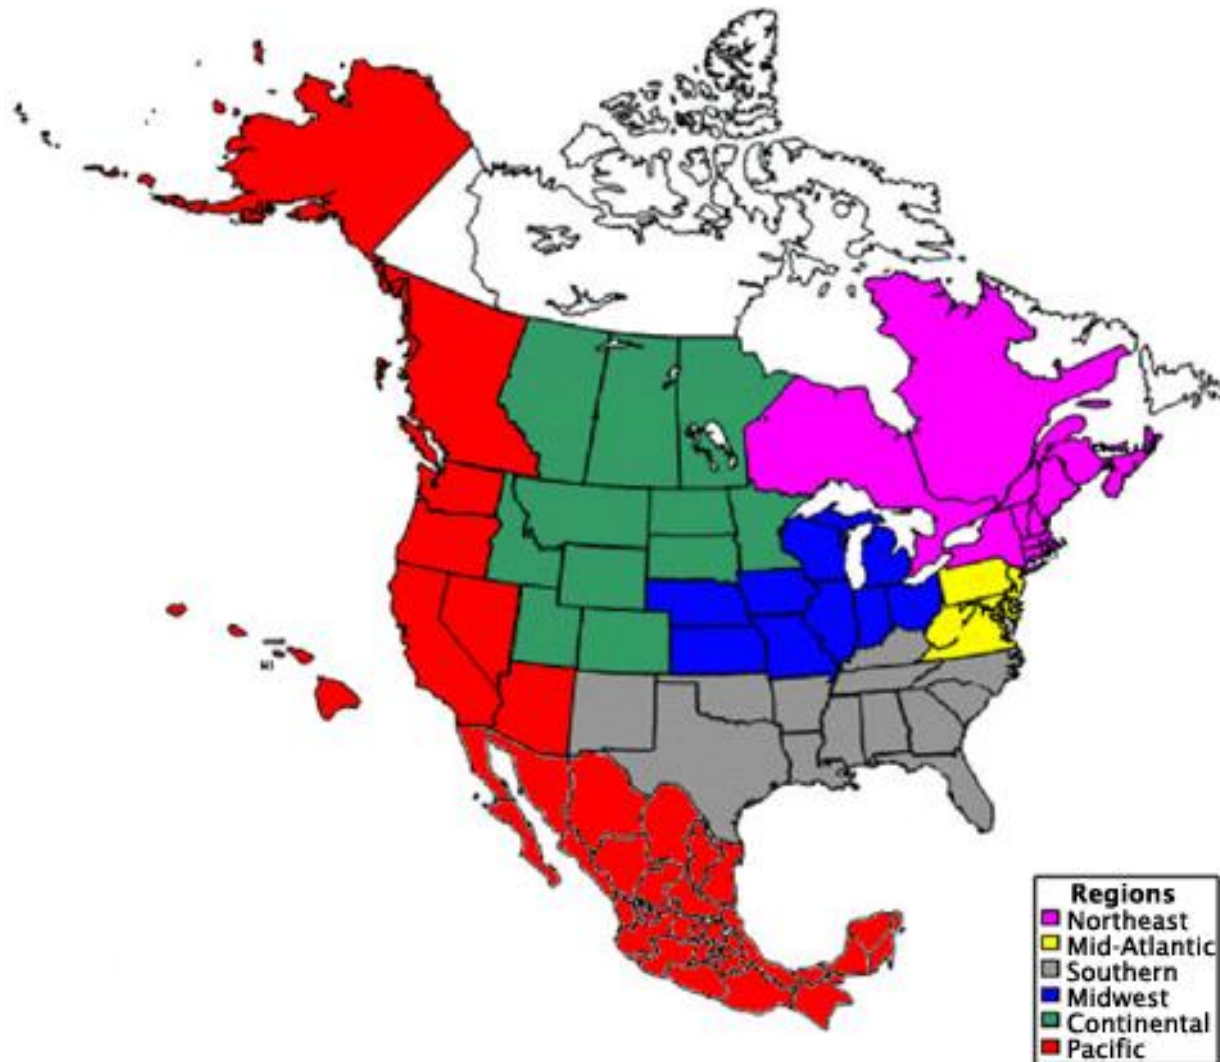 Regions
Northeast
Mid-Atlantic
Southern
Midwest
Continental
Pacific